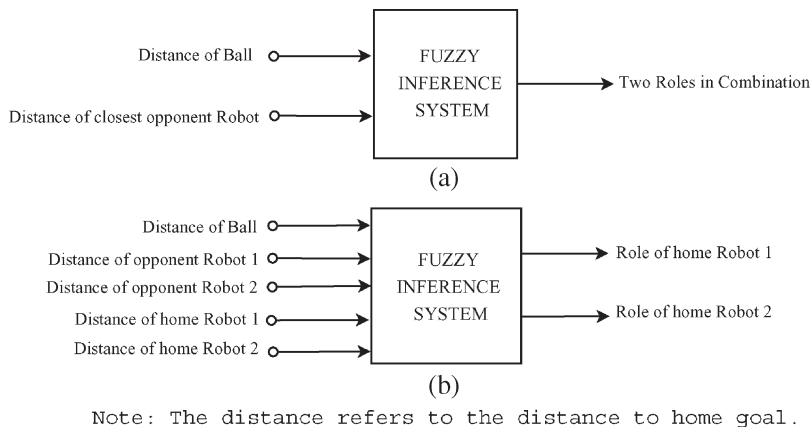 Distance of Ball
Distance of closest opponent Robot
FUZZY
INFERENCE
SYSTEM
Two Roles in Combination
(a)
Distance of Ball
Distance of opponent Robot 1
Distance of opponent Robot 2
Distance of home Robot 1
Distance of home Robot 2
FUZZY
INFERENCE
SYSTEM
Role of home Robot 1
Role of home Robot 2
(b)
Note: The distance refers to the distance to home goal.